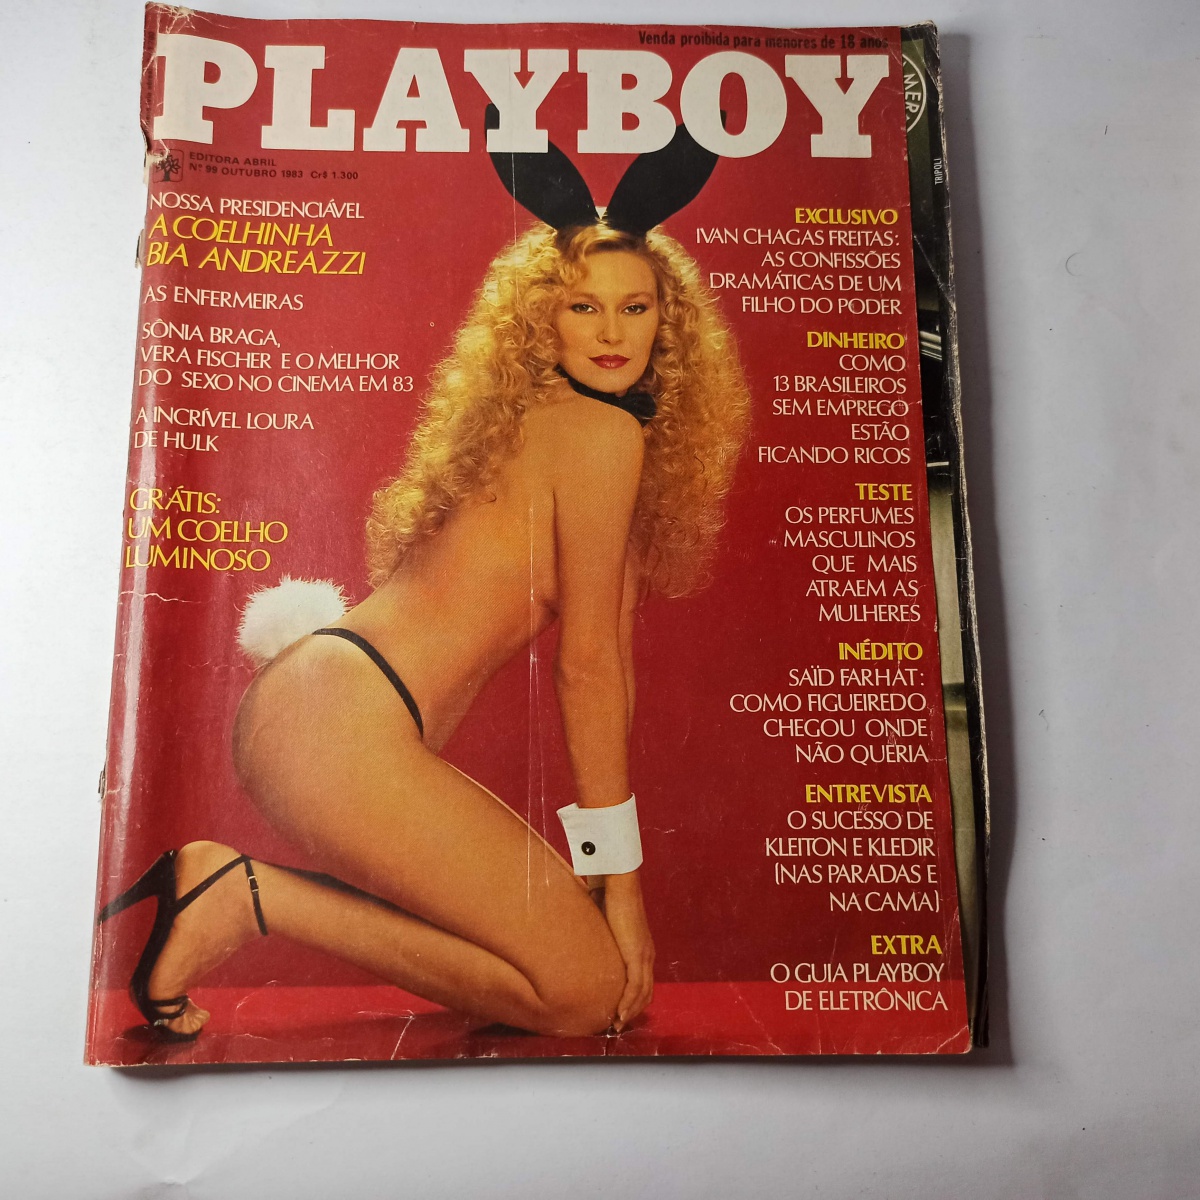 Venda proibida para menores de 18 anos
PLAYBOY
EDITORA ABRIL
Nº 99 OUTUBRO 1983 Cr$ 1.300
NOSSA PRESIDENCIÁVEL
A COELHINHA
BIA ANDREAZZI
AS ENFERMEIRAS
SÔNIA BRAGA,
VERA FISCHER E O MELHOR
DO SEXO NO CINEMA EM 83
A INCRÍVEL LOURA
DE HULK
GRÁTIS:
UM COELHO
LUMINOSO
EXCLUSIVO
IVAN CHAGAS FREITAS:
AS CONFISSÕES
DRAMÁTICAS DE UM
FILHO DO PODER
DINHEIRO
COMO
13 BRASILEIROS
SEM EMPREGO
ESTÃO
FICANDO RICOS
TESTE
OS PERFUMES
MASCULINOS
QUE MAIS
ATRAEM AS
MULHERES
INÉDITO
SAÏD FARHAT:
COMO FIGUEIREDO
CHEGOU ONDE
NÃO QUERIA
ENTREVISTA
O SUCESSO DE
KLEITON E KLEDIR
(NAS PARADAS E
NA CAMA)
EXTRA
O GUIA PLAYBOY
DE ELETRÔNICA
TRIPOLI